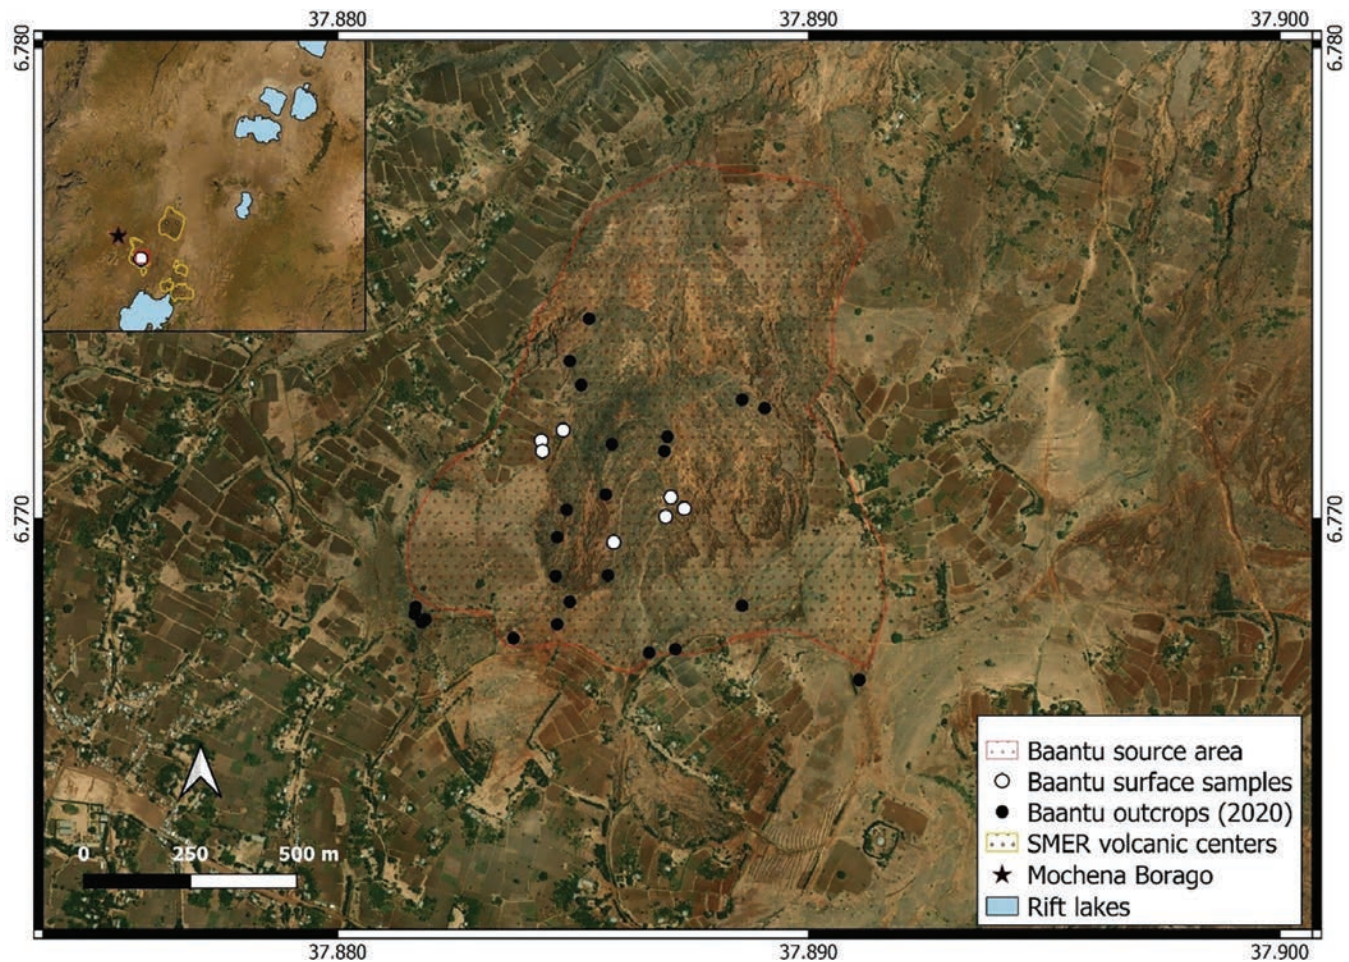 37.880 37.890 37.900
6.780 6.780
6.770 6.770
Baantu source area
Baantu surface samples
Baantu outcrops (2020)
SMER volcanic centers
Mochena Borago
Rift lakes
0 250 500 m
37.880 37.890 37.900